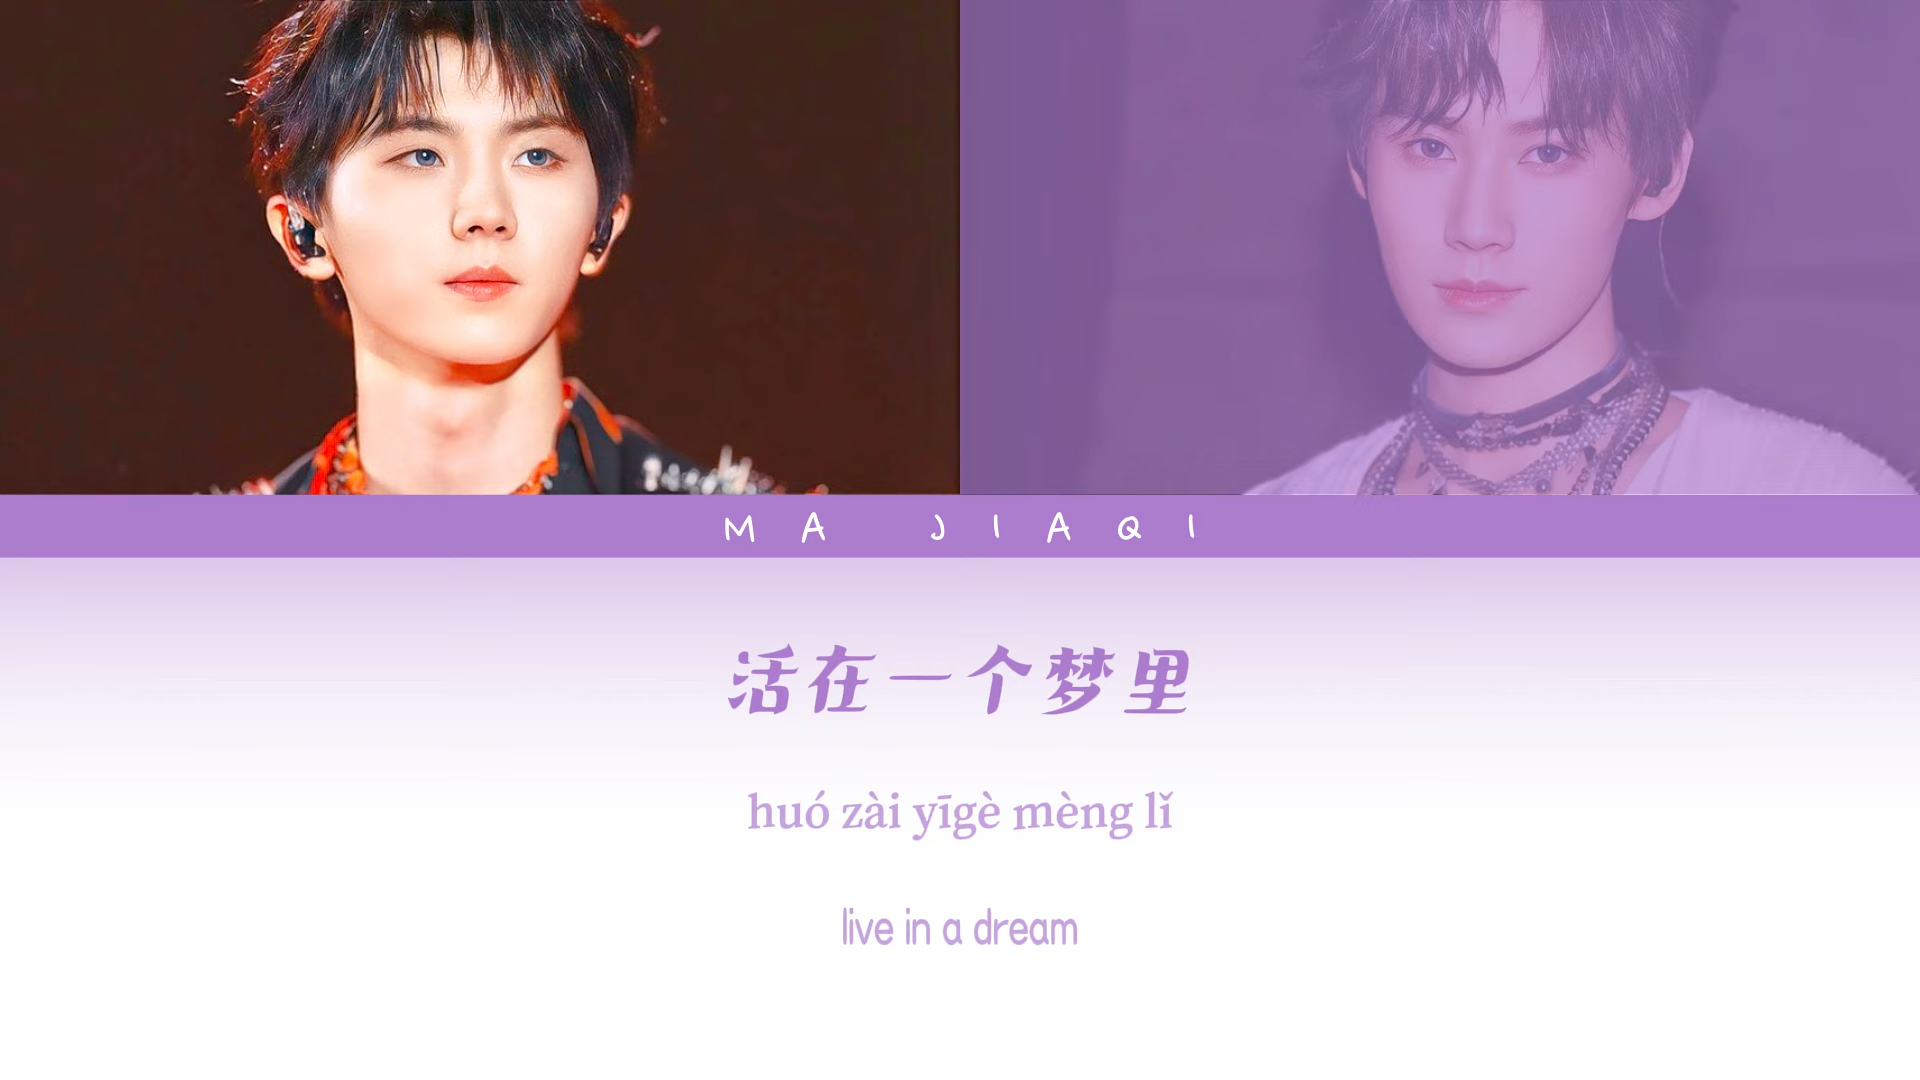 MA JIAQI
活在一个梦里
huó zài yīgè mèng lǐ
live in a dream